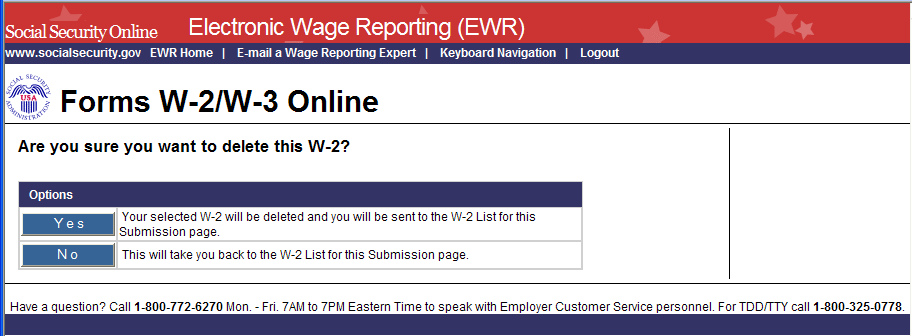 Social Security Online Electronic Wage Reporting (EWR)
www.socialsecurity.gov EWR Home | E-mail a Wage Reporting Expert | Keyboard Navigation | Logout
SOCIAL SECURITY ADMINISTRATION
USA
Forms W-2/W-3 Online
Are you sure you want to delete this W-2?
Options
Yes
Your selected W-2 will be deleted and you will be sent to the W-2 List for this
Submission page.
No
This will take you back to the W-2 List for this Submission page.
Have a question? Call 1-800-772-6270 Mon. - Fri. 7AM to 7PM Eastern Time to speak with Employer Customer Service personnel. For TDD/TTY call 1-800-325-0778.